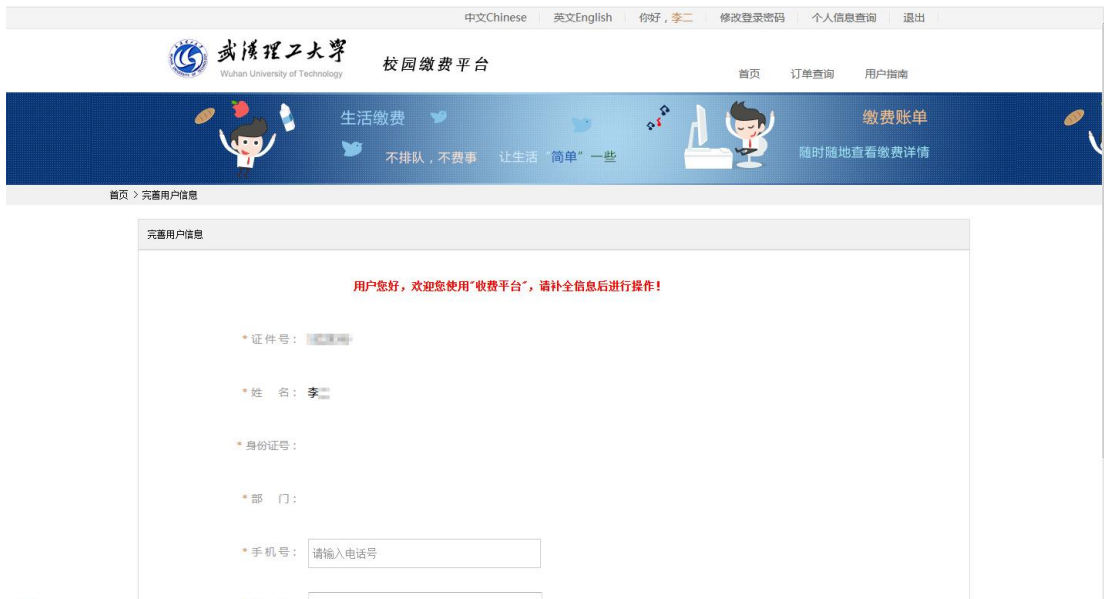 中文Chinese 英文English 你好，李二 修改登录密码 个人信息查询 退出
武汉理工大学
Wuhan University of Technology
校园缴费平台
首页 订单查询 用户指南
生活缴费
不排队，不费事 让生活“简单”一些
缴费账单
随时随地查看缴费详情
首页 > 完善用户信息
完善用户信息
用户您好，欢迎您使用"收费平台"，请补全信息后进行操作！
*证件号：
*姓 名： 李
*身份证号：
*部 门：
*手机号： 请输入电话号